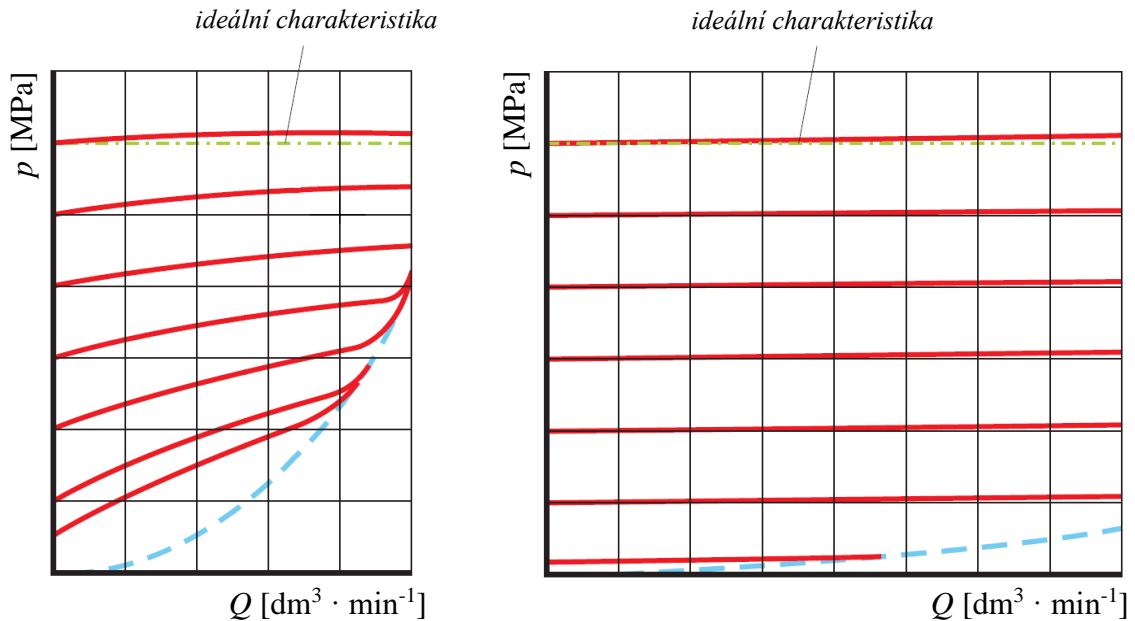 ideální charakteristika
p [MPa]
Q [dm³ · min⁻¹]
ideální charakteristika
p [MPa]
Q [dm³ · min⁻¹]